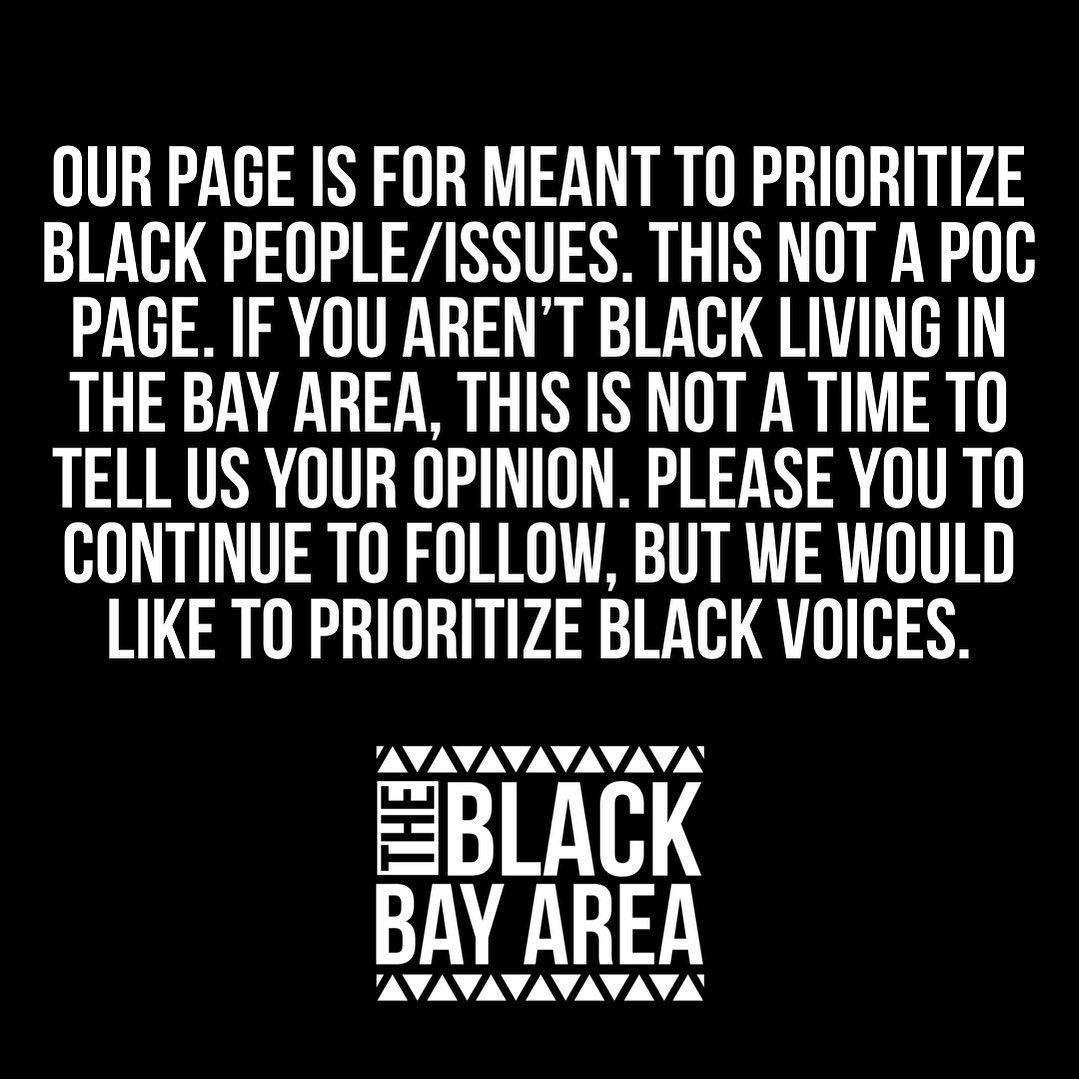 OUR PAGE IS FOR MEANT TO PRIORITIZE
BLACK PEOPLE/ISSUES. THIS NOT A POC
PAGE. IF YOU AREN’T BLACK LIVING IN
THE BAY AREA, THIS IS NOT A TIME TO
TELL US YOUR OPINION. PLEASE YOU TO
CONTINUE TO FOLLOW, BUT WE WOULD
LIKE TO PRIORITIZE BLACK VOICES.
THE BLACK
BAY AREA